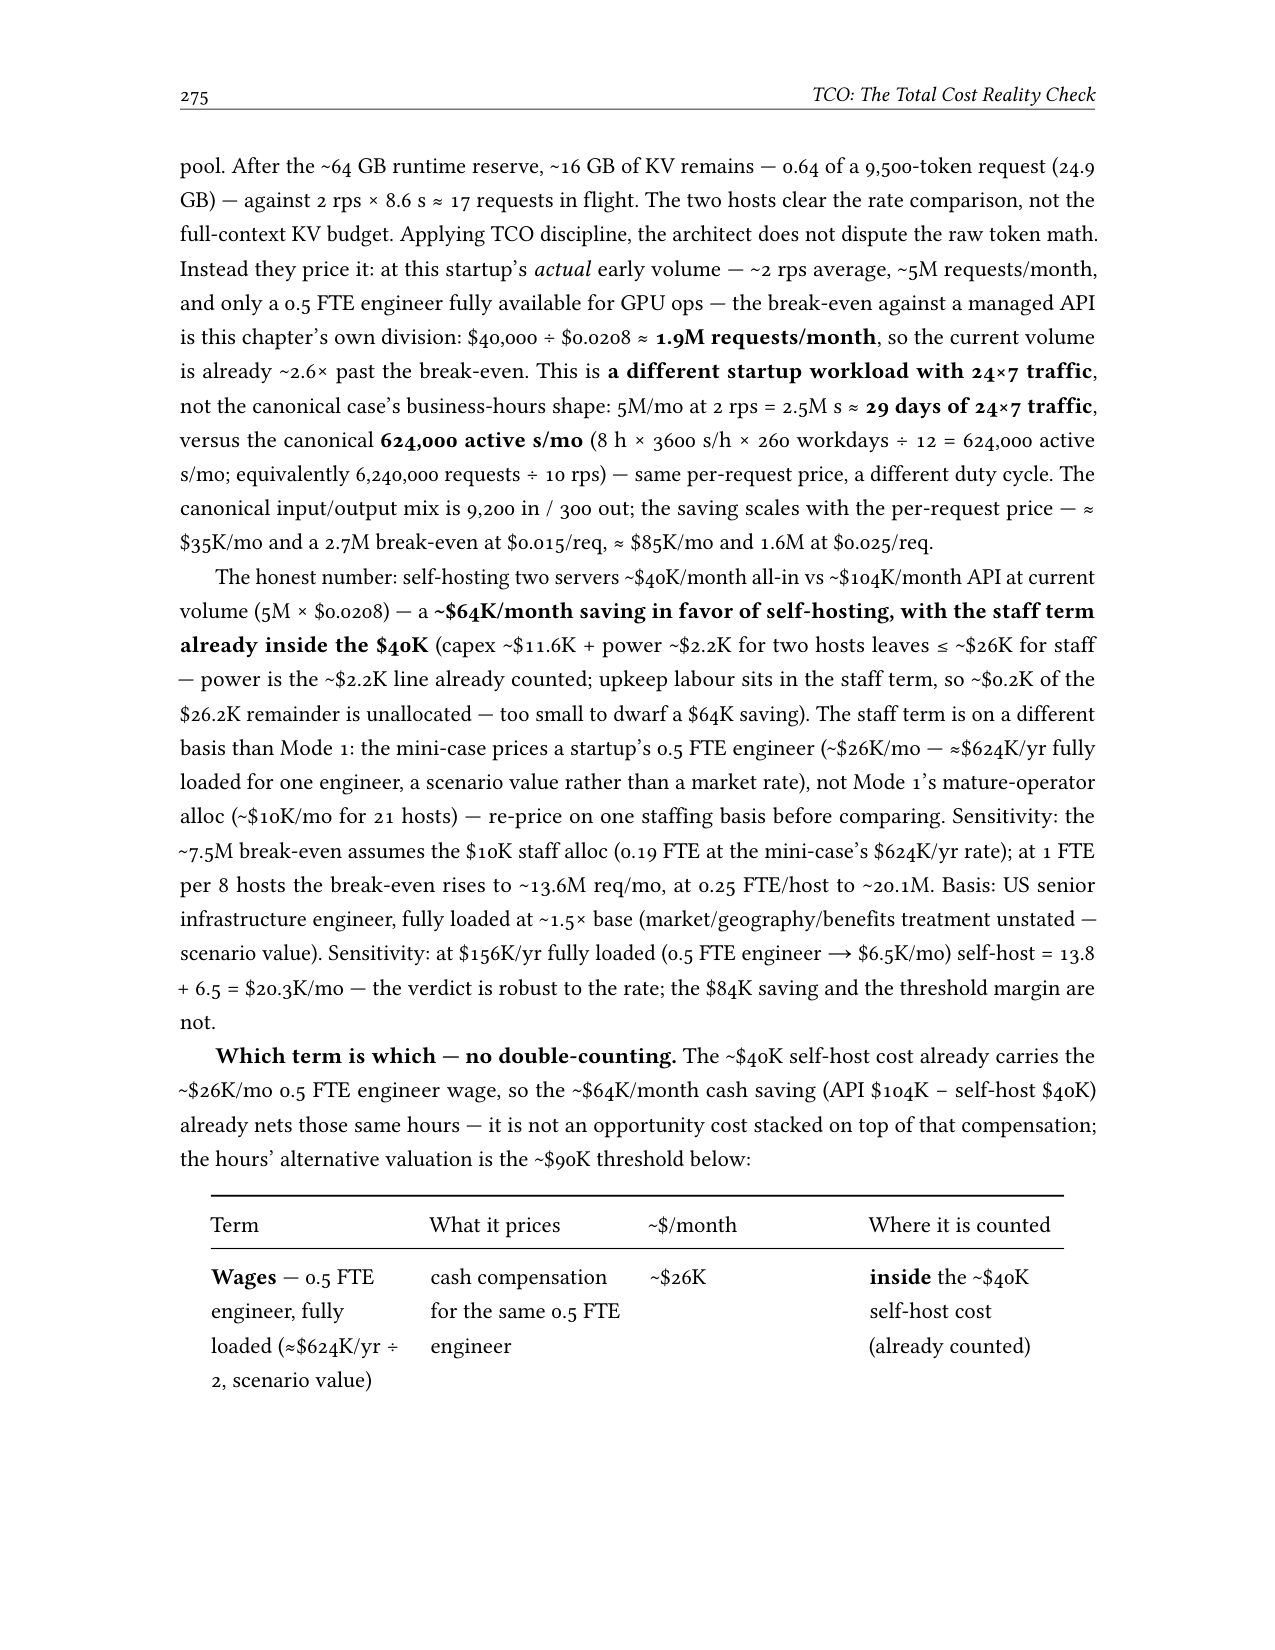 275 TCO: The Total Cost Reality Check
pool. After the ~64 GB runtime reserve, ~16 GB of KV remains — 0.64 of a 9,500-token request (24.9
GB) — against 2 rps × 8.6 s ≈ 17 requests in flight. The two hosts clear the rate comparison, not the
full-context KV budget. Applying TCO discipline, the architect does not dispute the raw token math.
Instead they price it: at this startup's actual early volume — ~2 rps average, ~5M requests/month,
and only a 0.5 FTE engineer fully available for GPU ops — the break-even against a managed API
is this chapter's own division: $40,000 ÷ $0.0208 ≈ 1.9M requests/month, so the current volume
is already ~2.6× past the break-even. This is a different startup workload with 24×7 traffic,
not the canonical case's business-hours shape: 5M/mo at 2 rps = 2.5M s ≈ 29 days of 24×7 traffic,
versus the canonical 624,000 active s/mo (8 h × 3600 s/h × 260 workdays ÷ 12 = 624,000 active
s/mo; equivalently 6,240,000 requests ÷ 10 rps) — same per-request price, a different duty cycle. The
canonical input/output mix is 9,200 in / 300 out; the saving scales with the per-request price — ≈
$35K/mo and a 2.7M break-even at $0.015/req, ≈ $85K/mo and 1.6M at $0.025/req.
The honest number: self-hosting two servers ~$40K/month all-in vs ~$104K/month API at current
volume (5M × $0.0208) — a ~$64K/month saving in favor of self-hosting, with the staff term
already inside the $40K (capex ~$11.6K + power ~$2.2K for two hosts leaves ≤ ~$26K for staff
— power is the ~$2.2K line already counted; upkeep labour sits in the staff term, so ~$0.2K of the
$26.2K remainder is unallocated — too small to dwarf a $64K saving). The staff term is on a different
basis than Mode 1: the mini-case prices a startup's 0.5 FTE engineer (~$26K/mo — ≈$624K/yr fully
loaded for one engineer, a scenario value rather than a market rate), not Mode 1's mature-operator
alloc (~$10K/mo for 21 hosts) — re-price on one staffing basis before comparing. Sensitivity: the
~7.5M break-even assumes the $10K staff alloc (0.19 FTE at the mini-case's $624K/yr rate); at 1 FTE
per 8 hosts the break-even rises to ~13.6M req/mo, at 0.25 FTE/host to ~20.1M. Basis: US senior
infrastructure engineer, fully loaded at ~1.5× base (market/geography/benefits treatment unstated —
scenario value). Sensitivity: at $156K/yr fully loaded (0.5 FTE engineer → $6.5K/mo) self-host = 13.8
+ 6.5 = $20.3K/mo — the verdict is robust to the rate; the $84K saving and the threshold margin are
not.
Which term is which — no double-counting. The ~$40K self-host cost already carries the
~$26K/mo 0.5 FTE engineer wage, so the ~$64K/month cash saving (API $104K – self-host $40K)
already nets those same hours — it is not an opportunity cost stacked on top of that compensation;
the hours' alternative valuation is the ~$90K threshold below:
Term What it prices ~$/month Where it is counted
Wages — 0.5 FTE cash compensation ~$26K inside the ~$40K
engineer, fully for the same 0.5 FTE self-host cost
loaded (≈$624K/yr ÷ engineer (already counted)
2, scenario value)